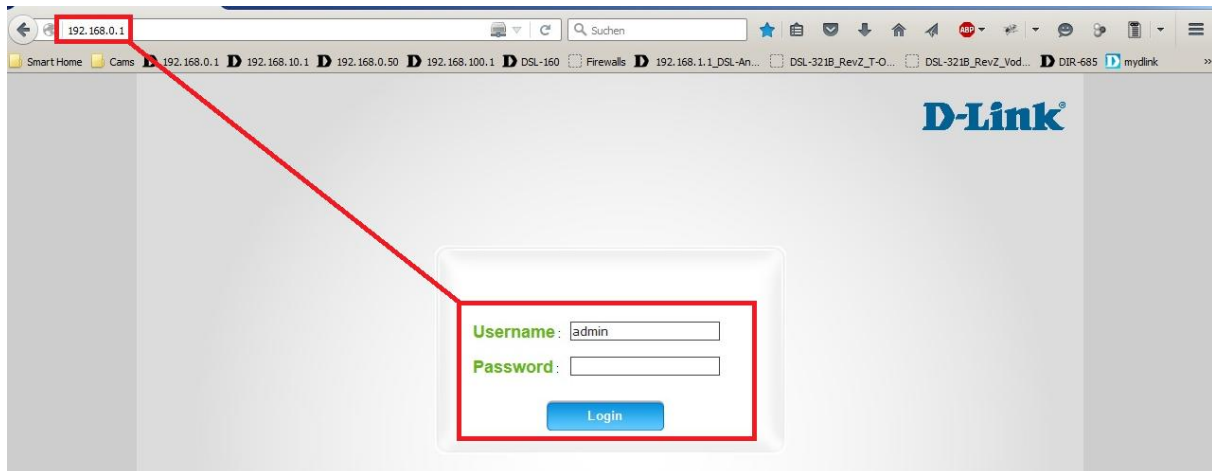 192.168.0.1 Suchen ABP
Smart Home Cams 192.168.0.1 192.168.10.1 192.168.0.50 192.168.100.1 DSL-160 Firewalls 192.168.1.1_DSL-An... DSL-321B_RevZ_T-O... DSL-321B_RevZ_Vod... DIR-685 mydlink »
D-Link®
Username: admin
Password:
Login